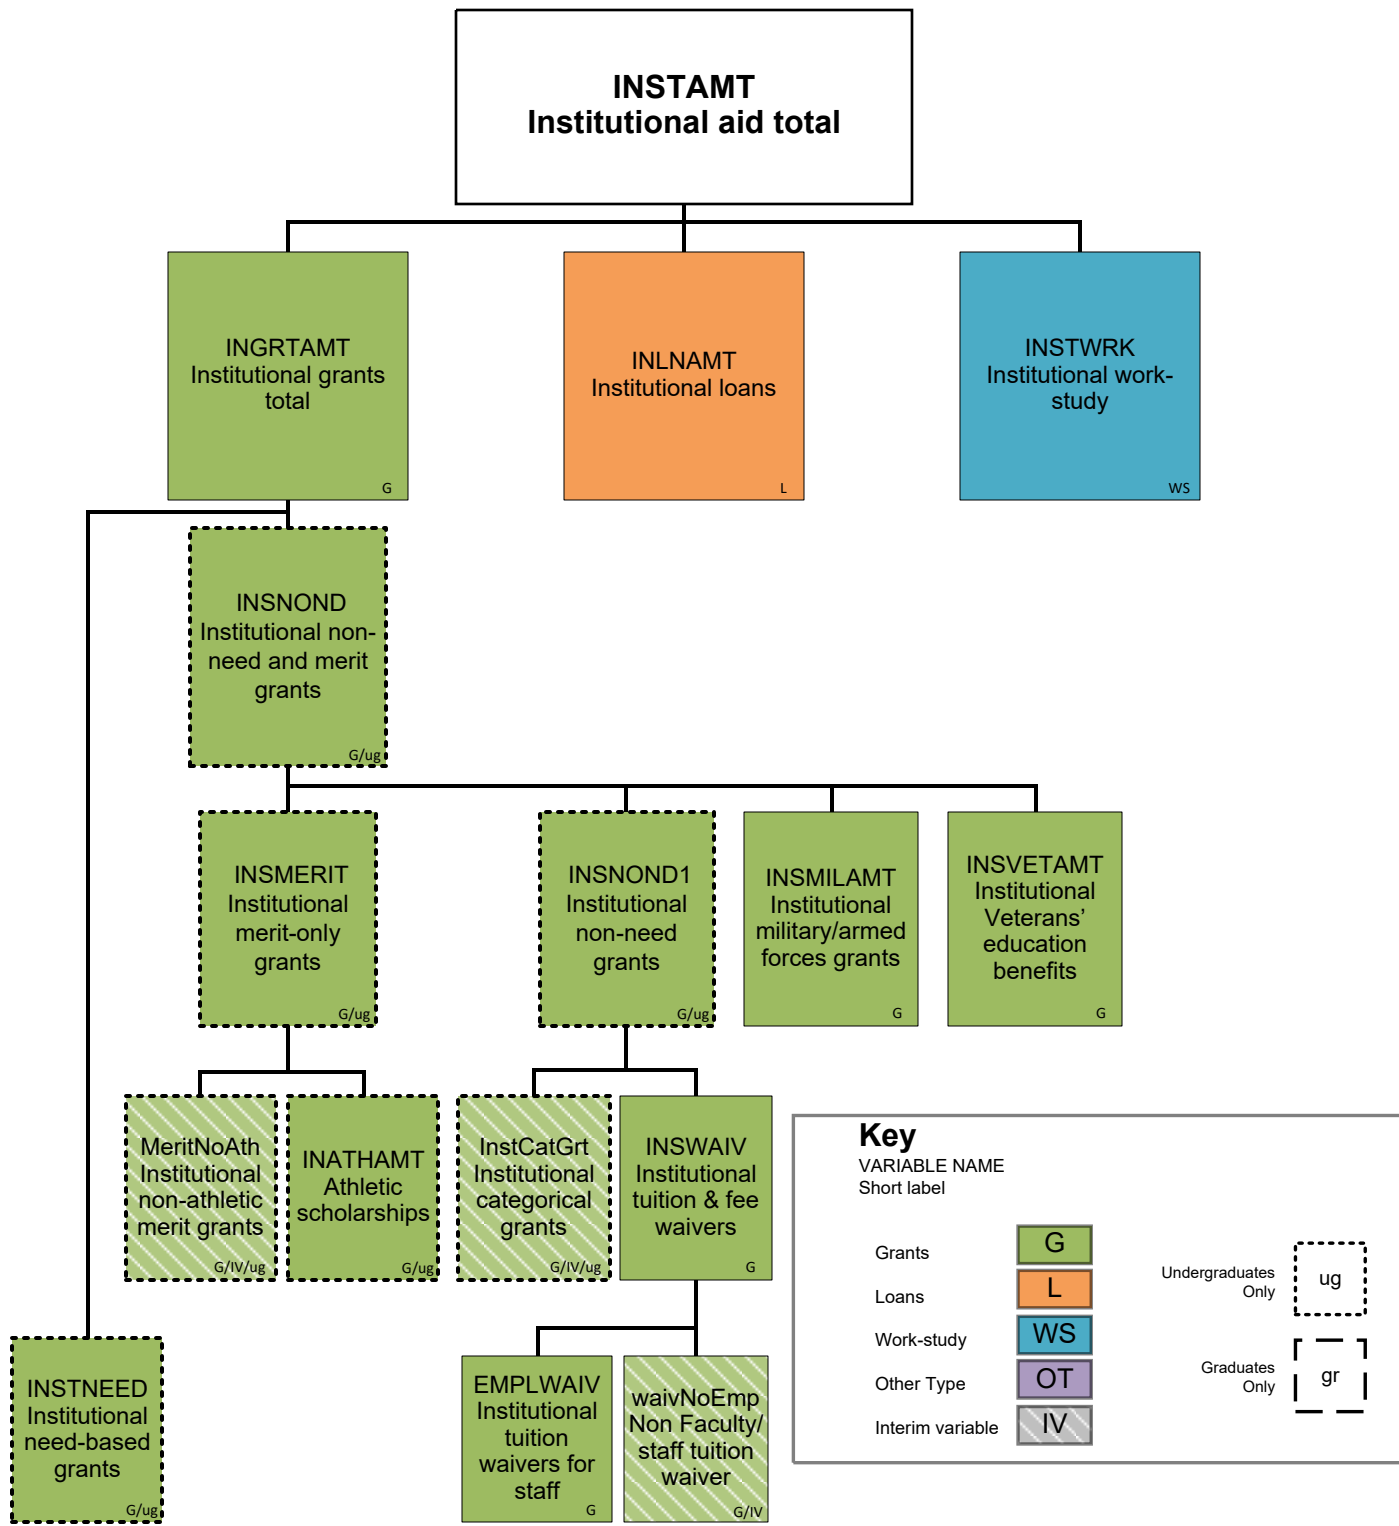 INSTAMT
Institutional aid total
INGRTAMT
Institutional grants
total
G
INLNAMT
Institutional loans
L
INSTWRK
Institutional work-
study
WS
INSNOND
Institutional non-
need and merit
grants
G/ug
INSMERIT
Institutional
merit-only
grants
G/ug
INSNOND1
Institutional
non-need
grants
G/ug
INSMILAMT
Institutional
military/armed
forces grants
G
INSVETAMT
Institutional
Veterans’
education
benefits
G
MeritNoAth
Institutional
non-athletic
merit grants
G/IV/ug
INATHAMT
Athletic
scholarships
G/ug
InstCatGrt
Institutional
categorical
grants
G/IV/ug
INSWAIV
Institutional
tuition & fee
waivers
G
INSTNEED
Institutional
need-based
grants
G/ug
EMPLWAIV
Institutional
tuition
waivers for
staff
G
waivNoEmp
Non Faculty/
staff tuition
waiver
G/IV
Key
VARIABLE NAME
Short label
Grants
G
Loans
L
Work-study
WS
Other Type
OT
Interim variable
IV
Undergraduates
Only
ug
Graduates
Only
gr